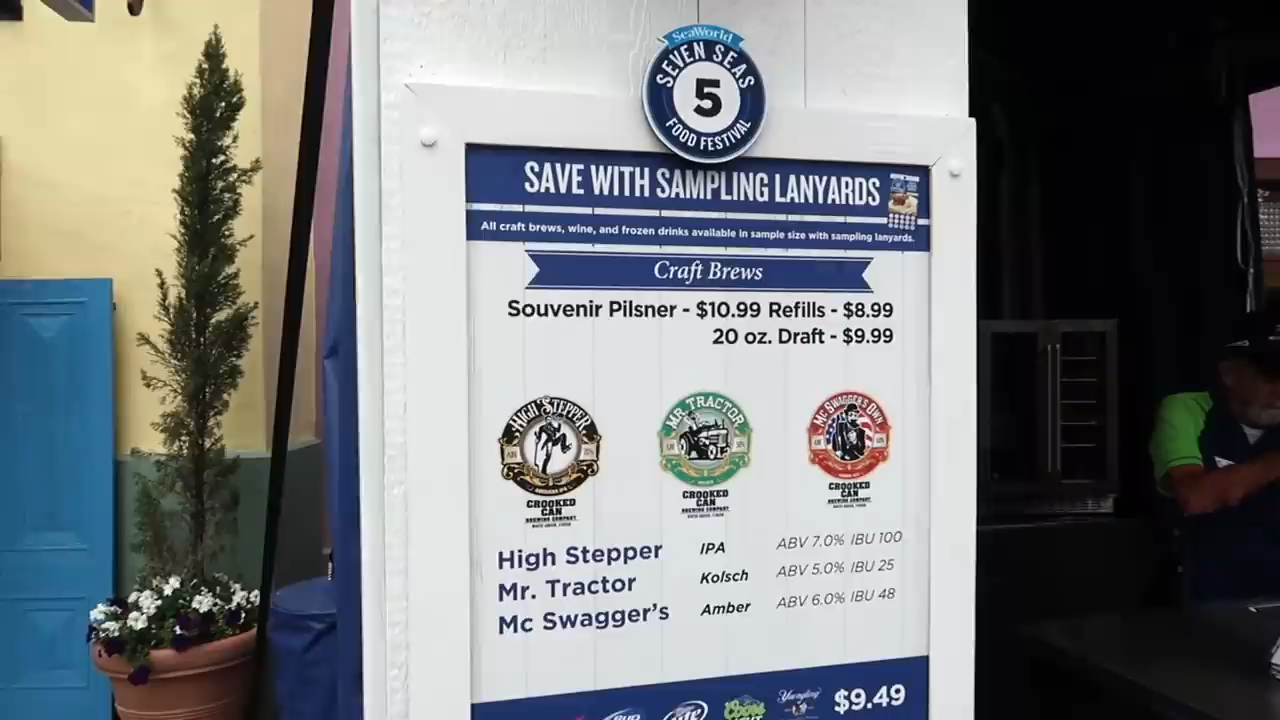 SeaWorld
SEVEN SEAS
5
FOOD FESTIVAL
SAVE WITH SAMPLING LANYARDS
All craft brews, wine, and frozen drinks available in sample size with sampling lanyards.
Craft Brews
Souvenir Pilsner - $10.99 Refills - $8.99
20 oz. Draft - $9.99
HIGH STEPPER
CROOKED
CAN
BREWING COMPANY
MR TRACTOR
CROOKED
CAN
BREWING COMPANY
MC SWAGGER'S OWN
CROOKED
CAN
BREWING COMPANY
High Stepper IPA ABV 7.0% IBU 100
Mr. Tractor Kolsch ABV 5.0% IBU 25
Mc Swagger's Amber ABV 6.0% IBU 48
Yuengling $9.49